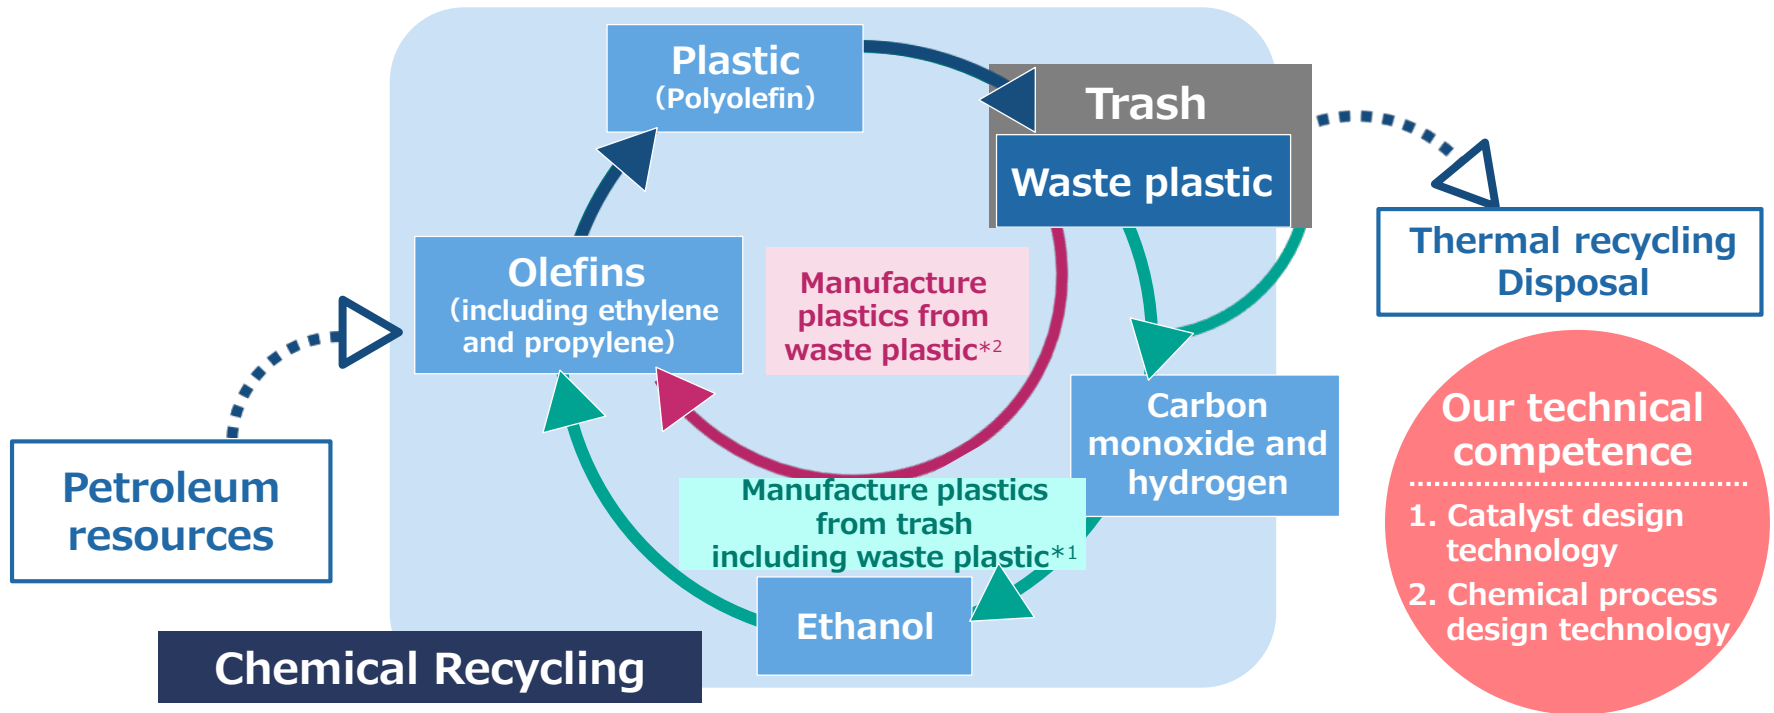 Plastic
（Polyolefin）
Trash
Waste plastic
Thermal recycling
Disposal
Olefins
（including ethylene
and propylene）
Manufacture
plastics from
waste plastic*2
Carbon
monoxide and
hydrogen
Petroleum
resources
Manufacture plastics
from trash
including waste plastic*1
Ethanol
Chemical Recycling
Our technical
competence
1. Catalyst design
technology
2. Chemical process
design technology